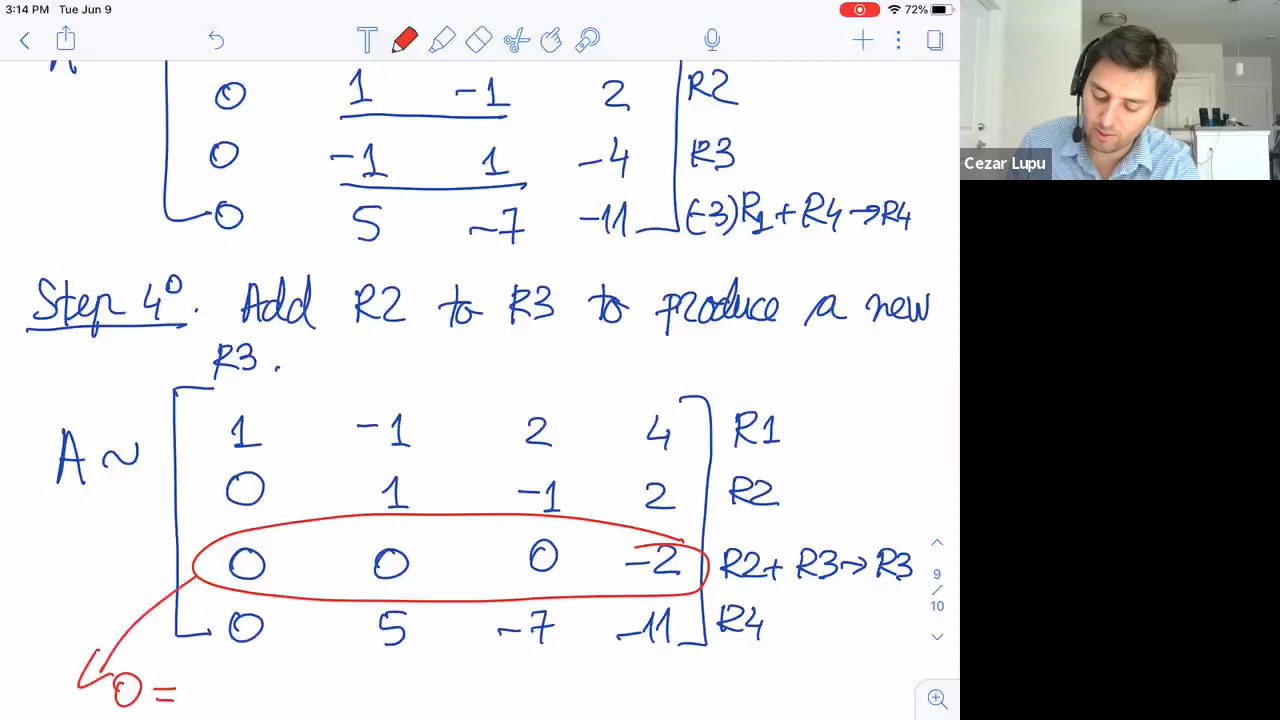 3:14 PM Tue Jun 9
72%
T
0 1 -1 2 R2
0 -1 1 -4 R3
0 5 -7 -11 (-3)R1 + R4 → R4
Cezar Lupu
Step 4⁰. Add R2 to R3 to produce a new
R3.
A ~
1 -1 2 4 R1
0 1 -1 2 R2
0 0 0 -2 R2 + R3 → R3
0 5 -7 -11 R4
0 =
9
/
10